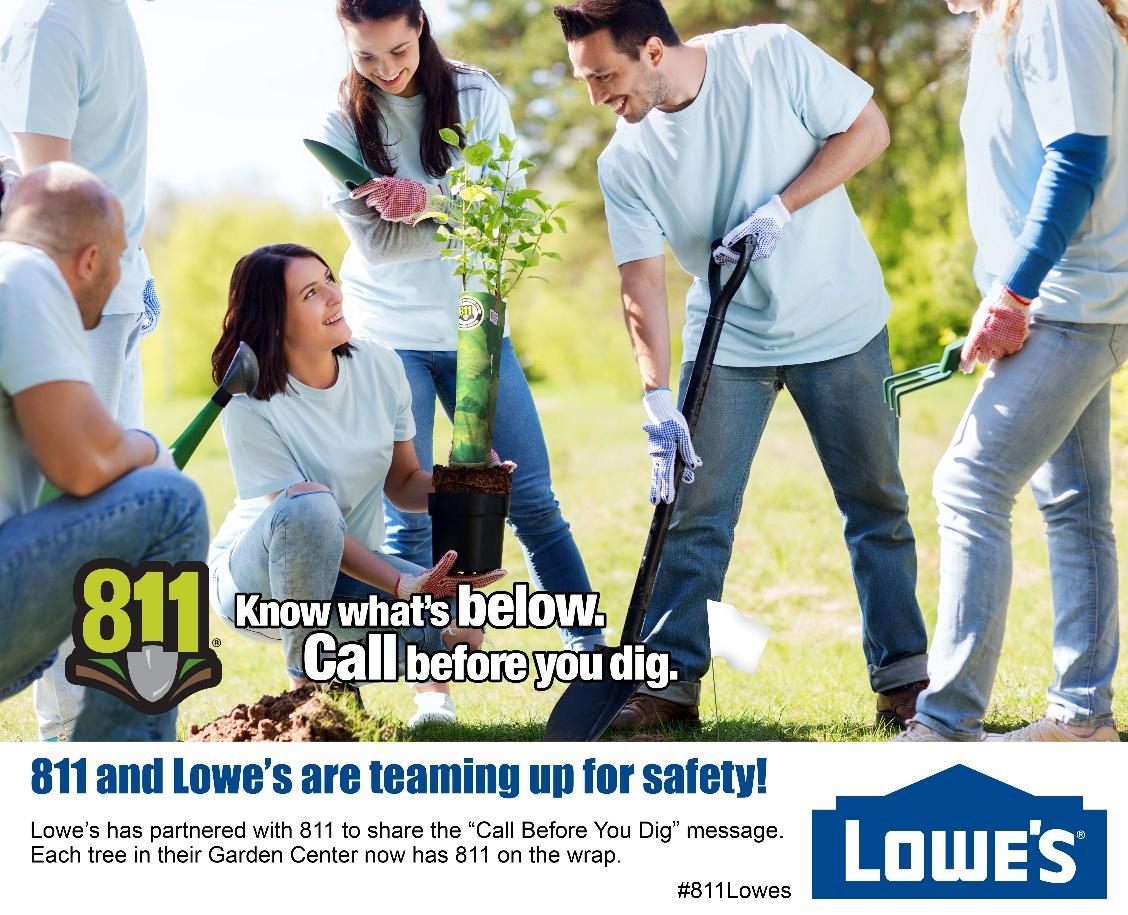 811
811®
Know what's below.
Call before you dig.
811 and Lowe's are teaming up for safety!
Lowe's has partnered with 811 to share the “Call Before You Dig” message.
Each tree in their Garden Center now has 811 on the wrap.
#811Lowes
LOWE'S®